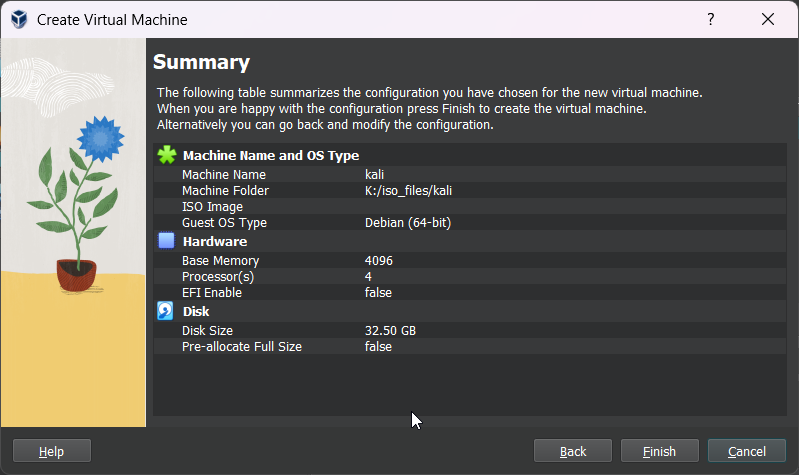 Create Virtual Machine
?
Summary
The following table summarizes the configuration you have chosen for the new virtual machine.
When you are happy with the configuration press Finish to create the virtual machine.
Alternatively you can go back and modify the configuration.
Machine Name and OS Type
Machine Name kali
Machine Folder K:/iso_files/kali
ISO Image
Guest OS Type Debian (64-bit)
Hardware
Base Memory 4096
Processor(s) 4
EFI Enable false
Disk
Disk Size 32.50 GB
Pre-allocate Full Size false
Help Back Finish Cancel